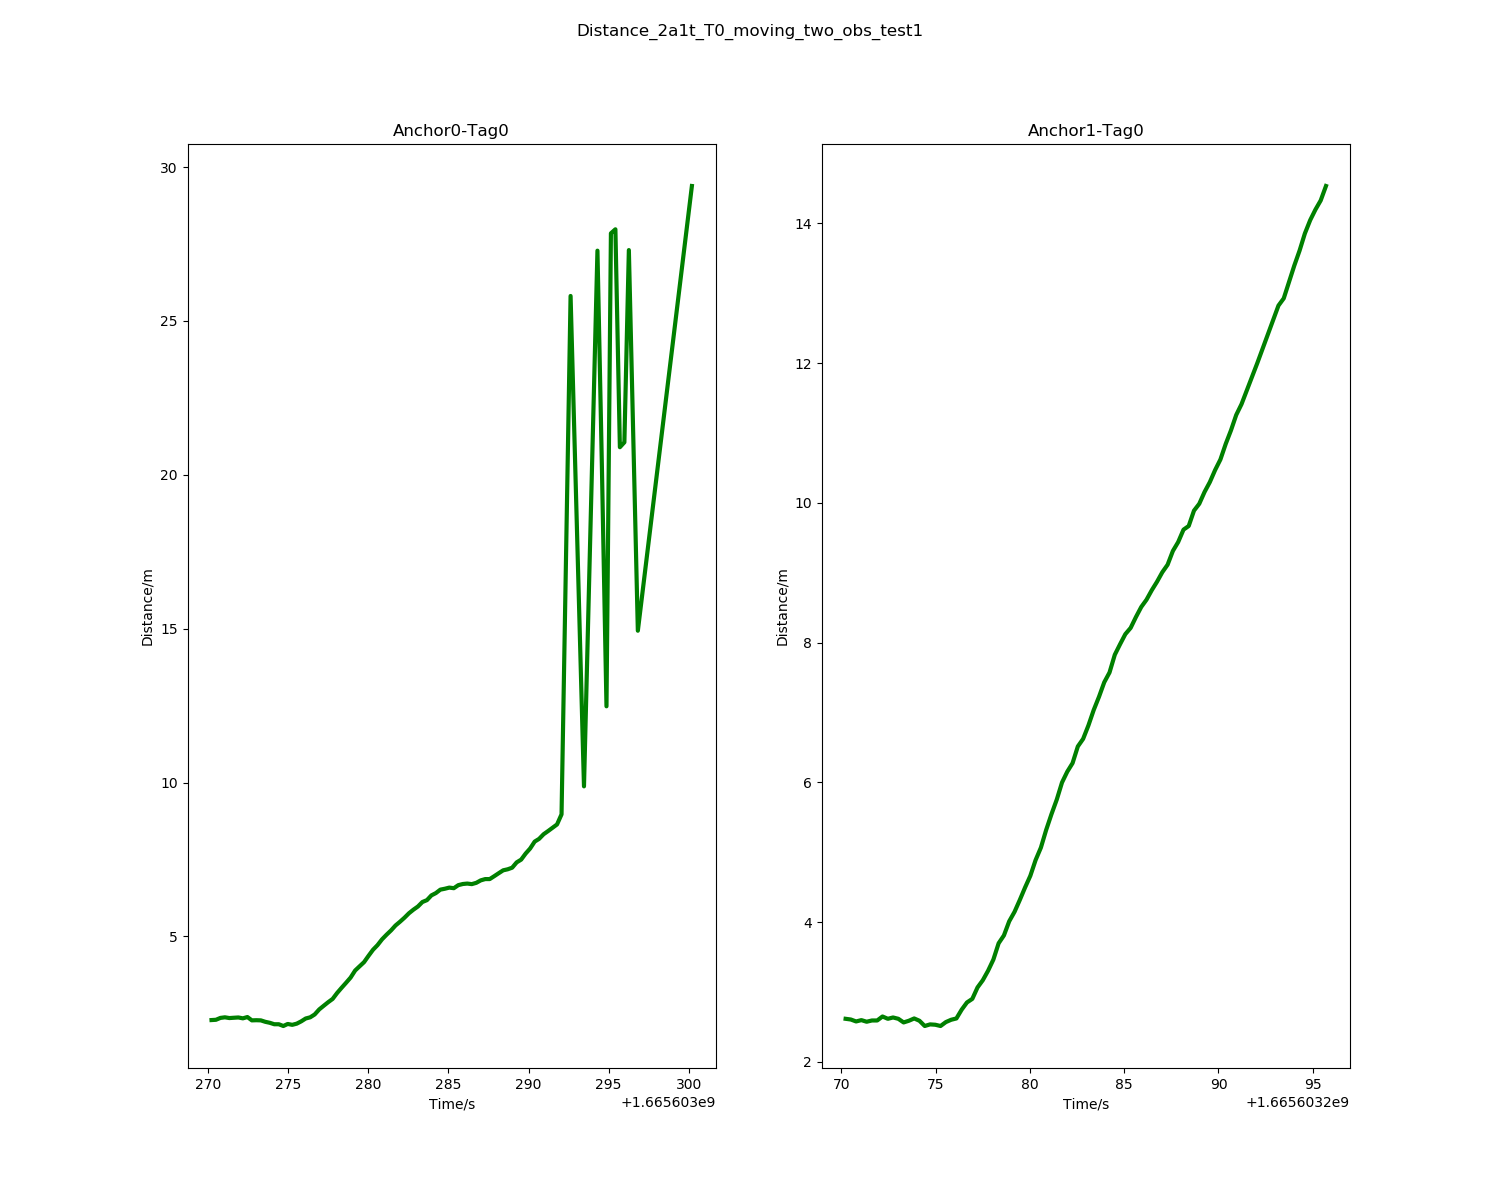 Distance_2a1t_T0_moving_two_obs_test1
Anchor0-Tag0
30
25
20
15
10
5
Distance/m
270 275 280 285 290 295 300
Time/s
+1.665603e9
Anchor1-Tag0
14
12
10
8
6
4
2
Distance/m
70 75 80 85 90 95
Time/s
+1.6656032e9